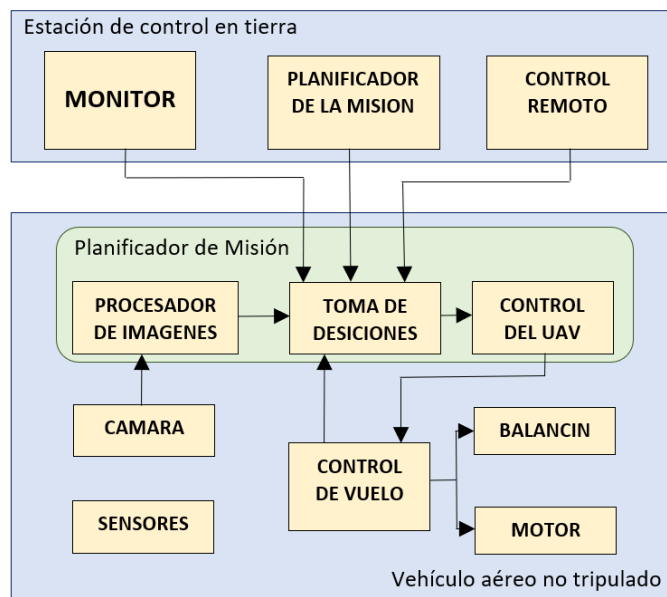 Estación de control en tierra
MONITOR
PLANIFICADOR
DE LA MISION
CONTROL
REMOTO
Planificador de Misión
PROCESADOR
DE IMAGENES
TOMA DE
DESICIONES
CONTROL
DEL UAV
CAMARA
CONTROL
DE VUELO
BALANCIN
SENSORES
MOTOR
Vehículo aéreo no tripulado